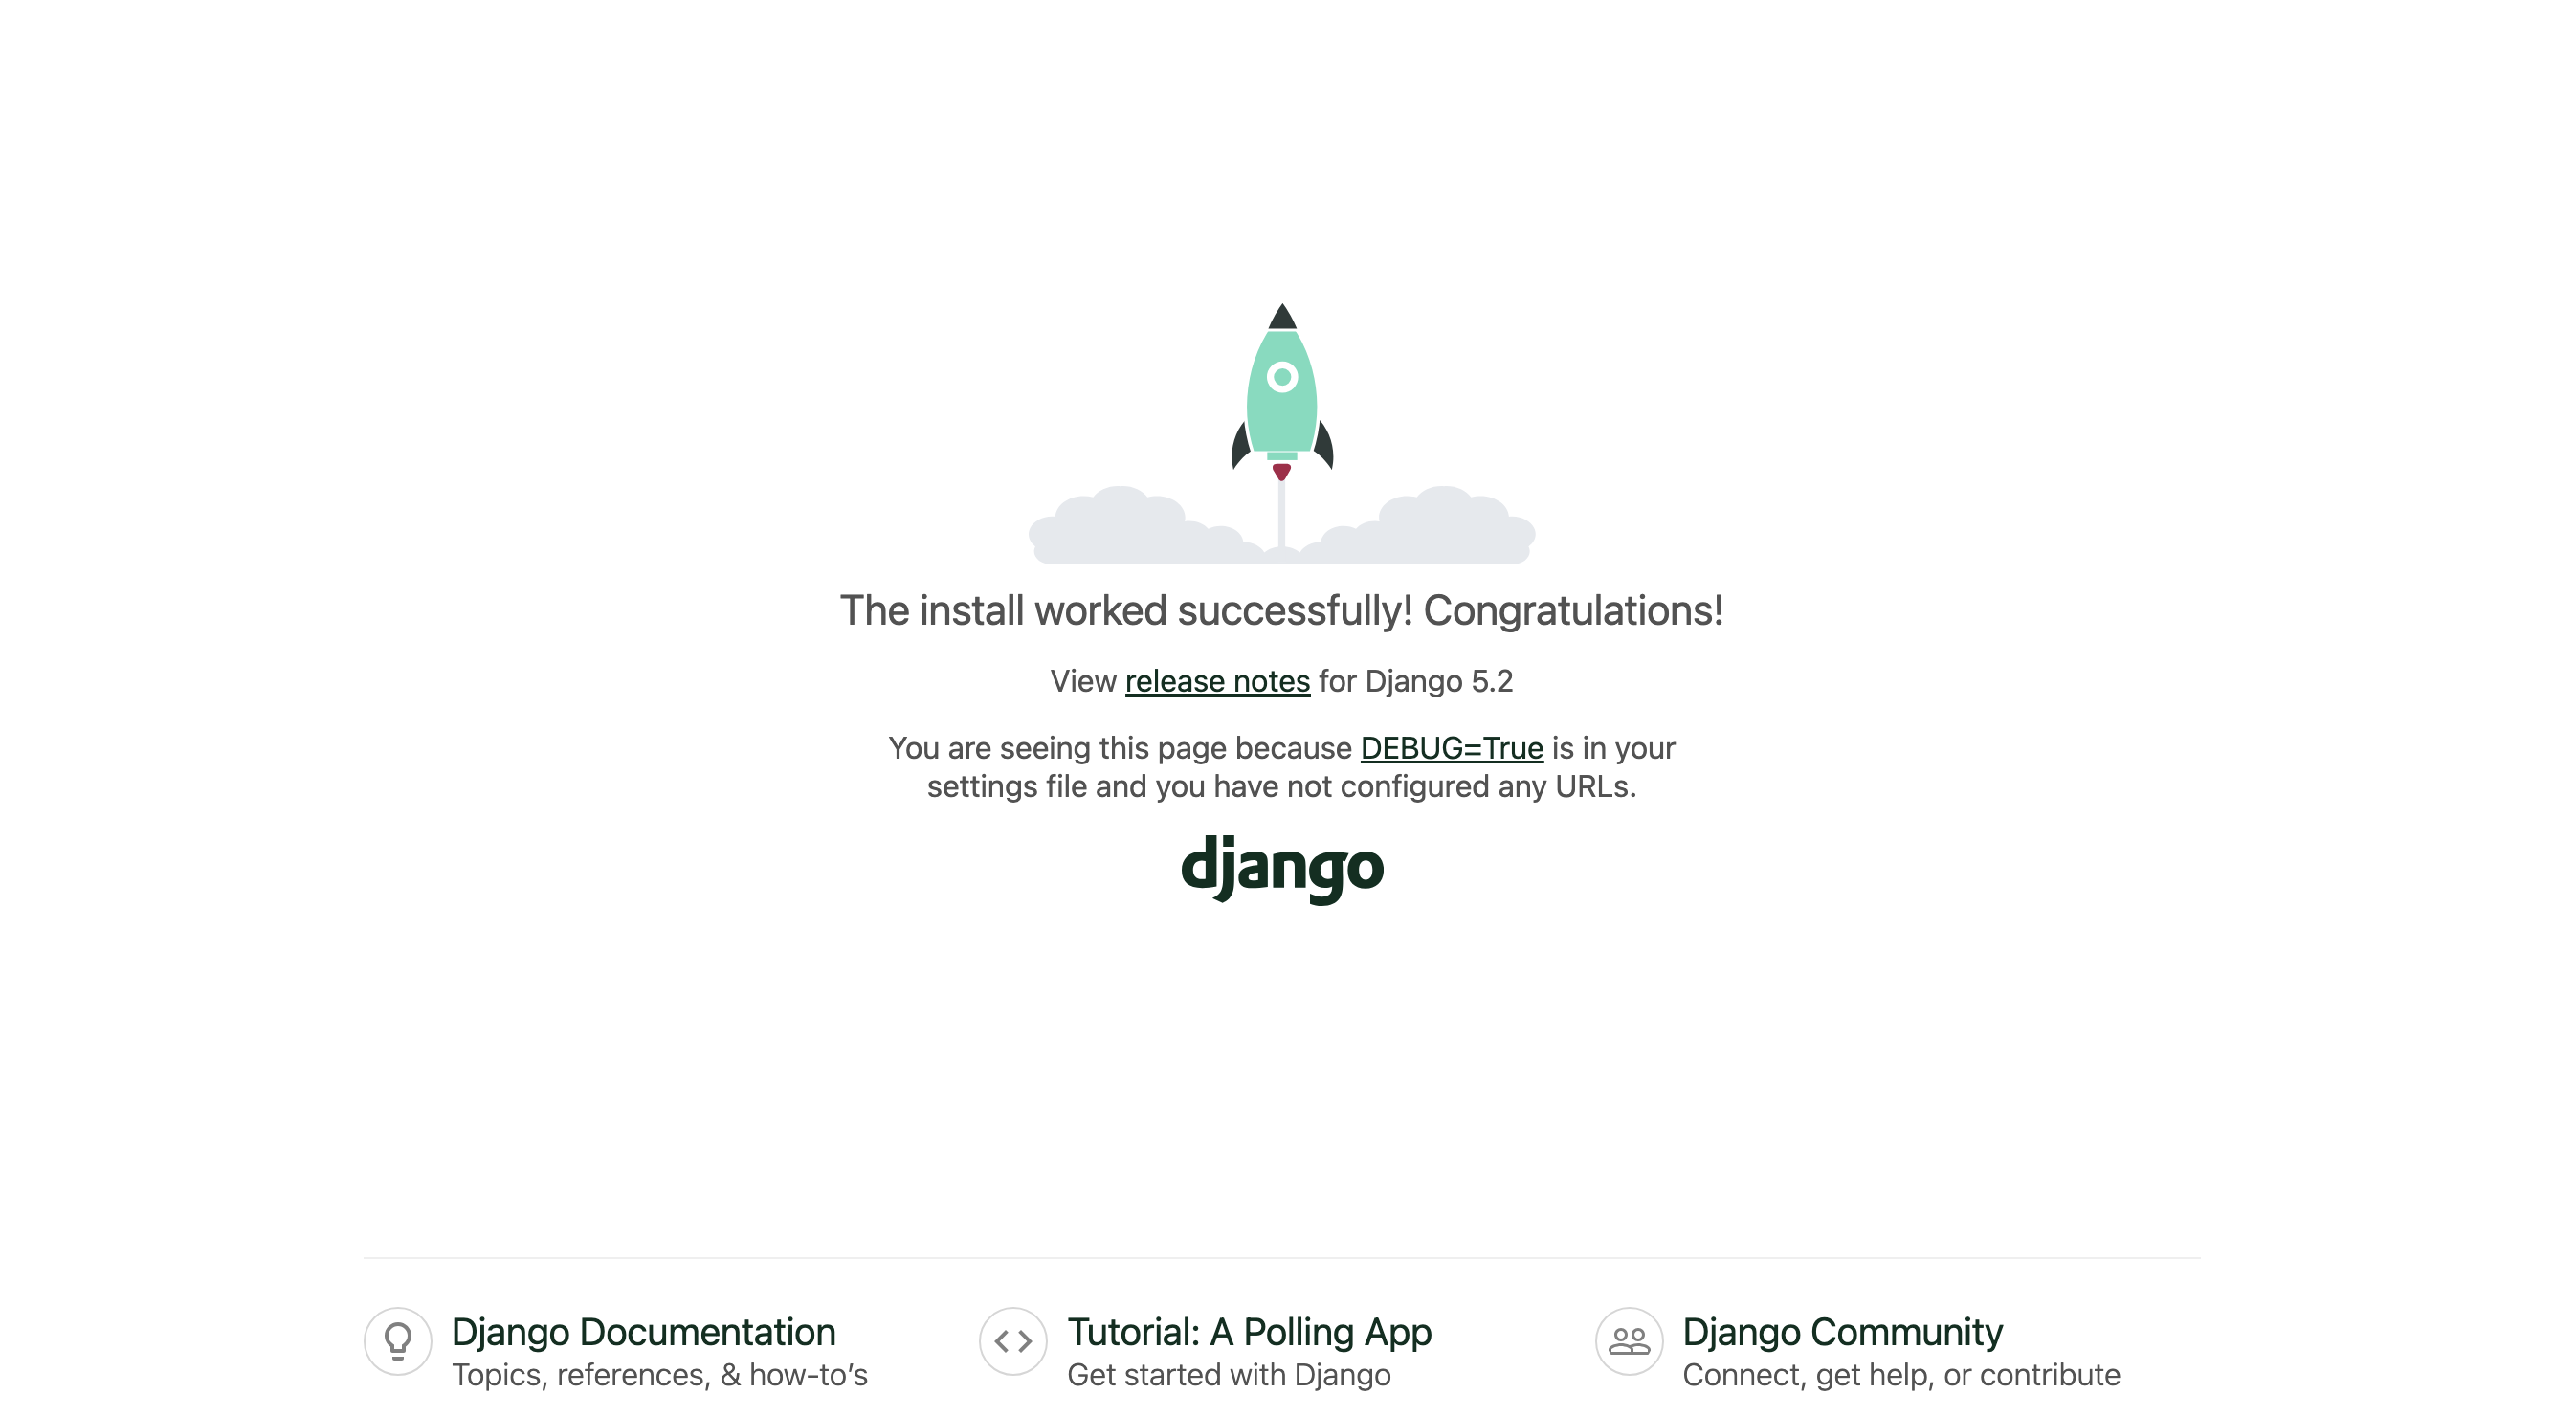 The install worked successfully! Congratulations!
View release notes for Django 5.2
You are seeing this page because DEBUG=True is in your
settings file and you have not configured any URLs.
django
Django Documentation
Topics, references, & how-to’s
Tutorial: A Polling App
Get started with Django
Django Community
Connect, get help, or contribute